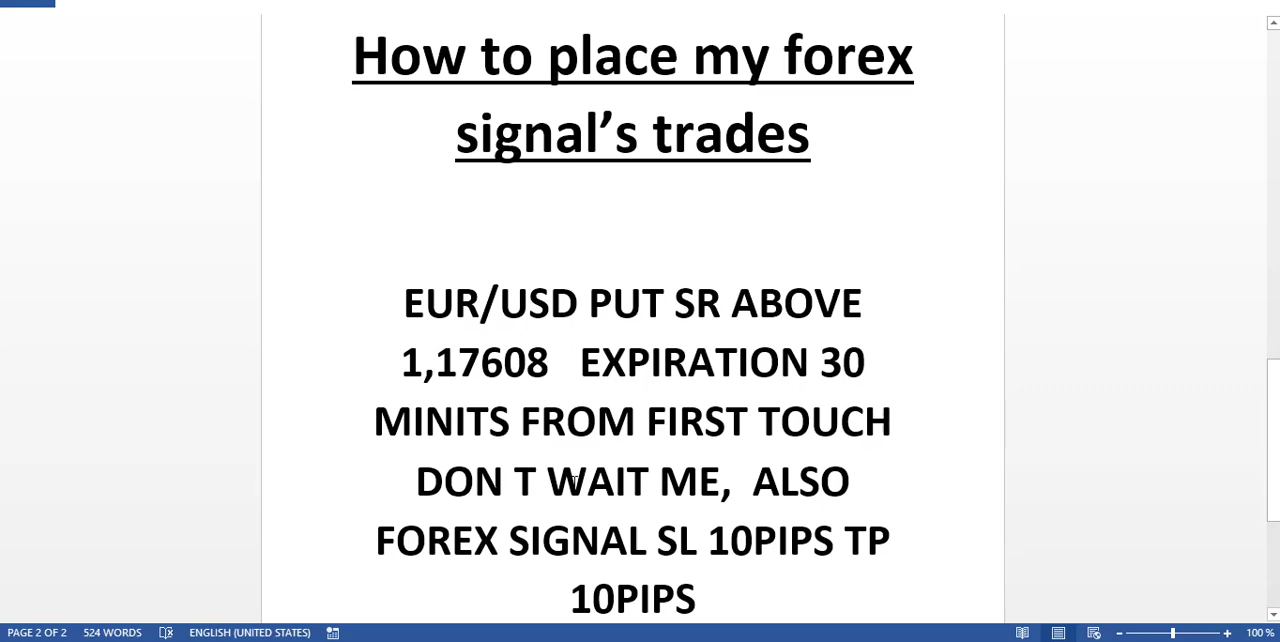 How to place my forex
signal’s trades
EUR/USD PUT SR ABOVE
1,17608   EXPIRATION 30
MINITS FROM FIRST TOUCH
DON T WAIT ME,  ALSO
FOREX SIGNAL SL 10PIPS TP
10PIPS
PAGE 2 OF 2 524 WORDS ENGLISH (UNITED STATES) 100 %